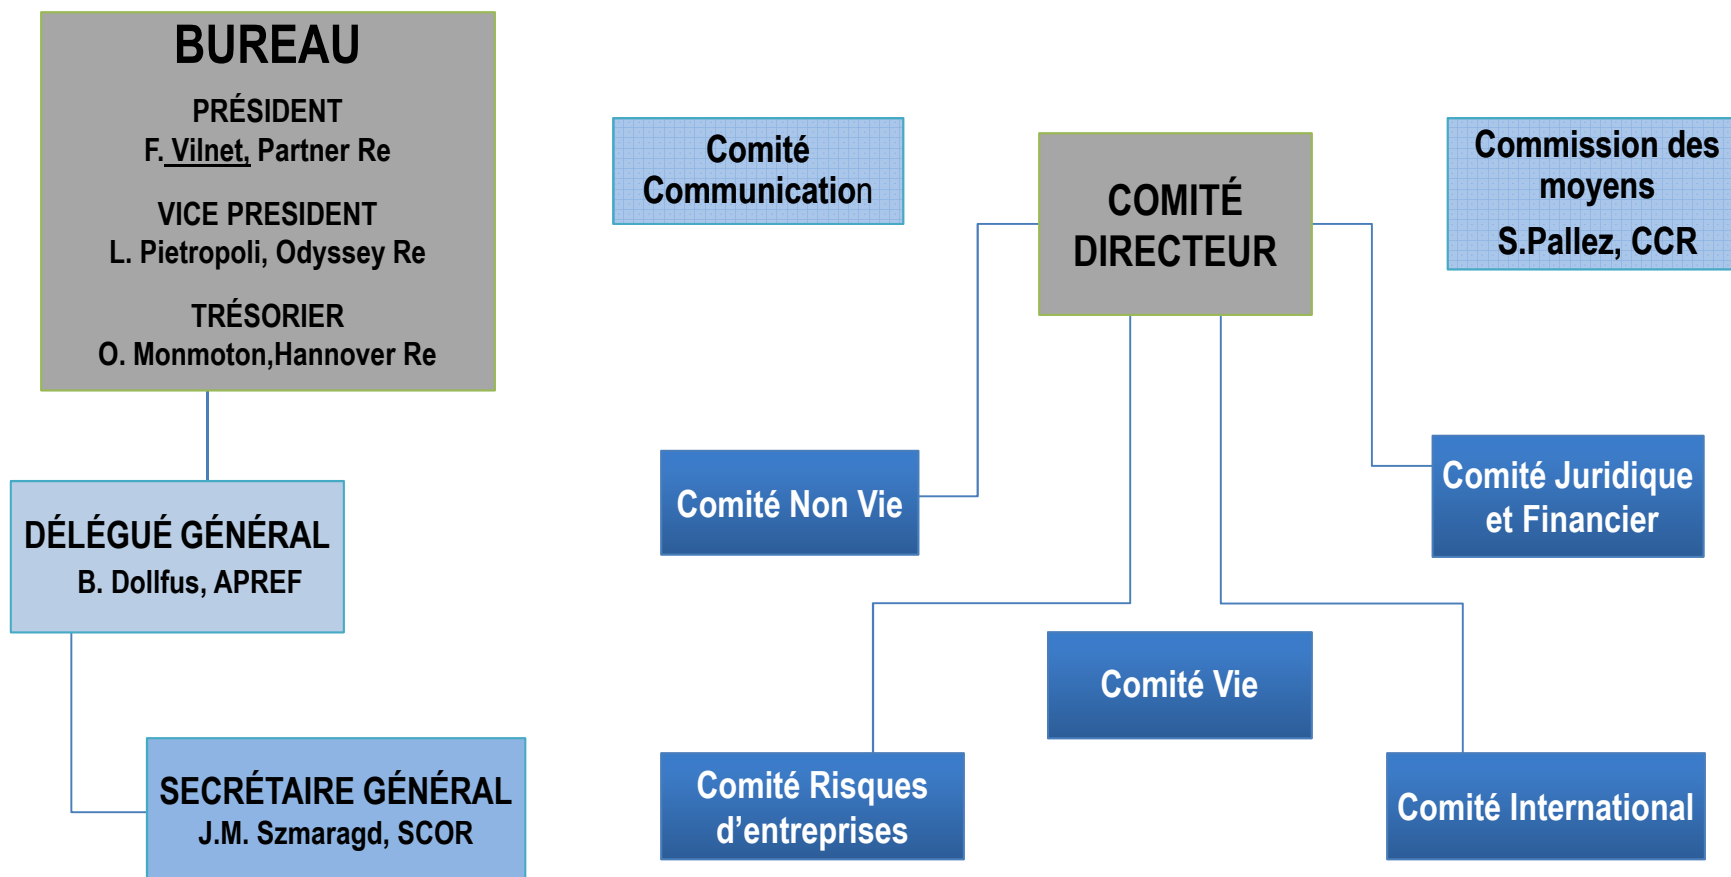 BUREAU
PRÉSIDENT
F. Vilnet, Partner Re
VICE PRESIDENT
L. Pietropoli, Odyssey Re
TRÉSORIER
O. Monmoton,Hannover Re
DÉLÉGUÉ GÉNÉRAL
B. Dollfus, APREF
SECRÉTAIRE GÉNÉRAL
J.M. Szmaragd, SCOR
Comité
Communication
COMITÉ
DIRECTEUR
Commission des
moyens
S.Pallez, CCR
Comité Non Vie
Comité Juridique
et Financier
Comité Vie
Comité Risques
d’entreprises
Comité International